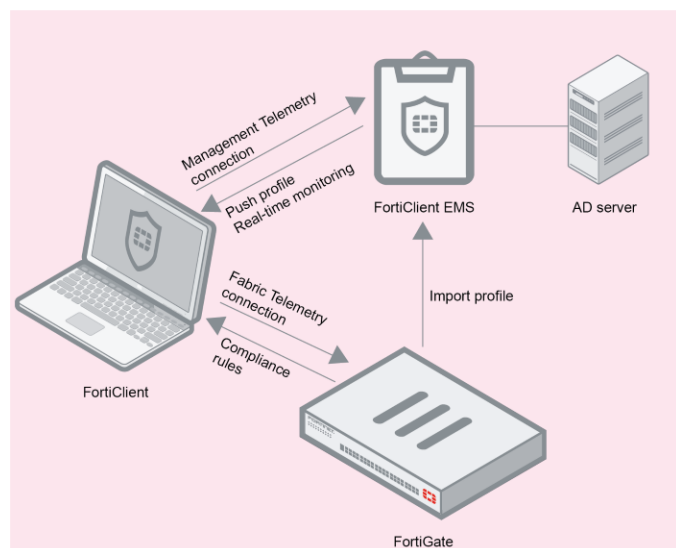 Management Telemetry
connection
Push profile
Real-time monitoring
FortiClient EMS
AD server
Fabric Telemetry
connection
Import profile
Compliance
rules
FortiClient
FortiGate